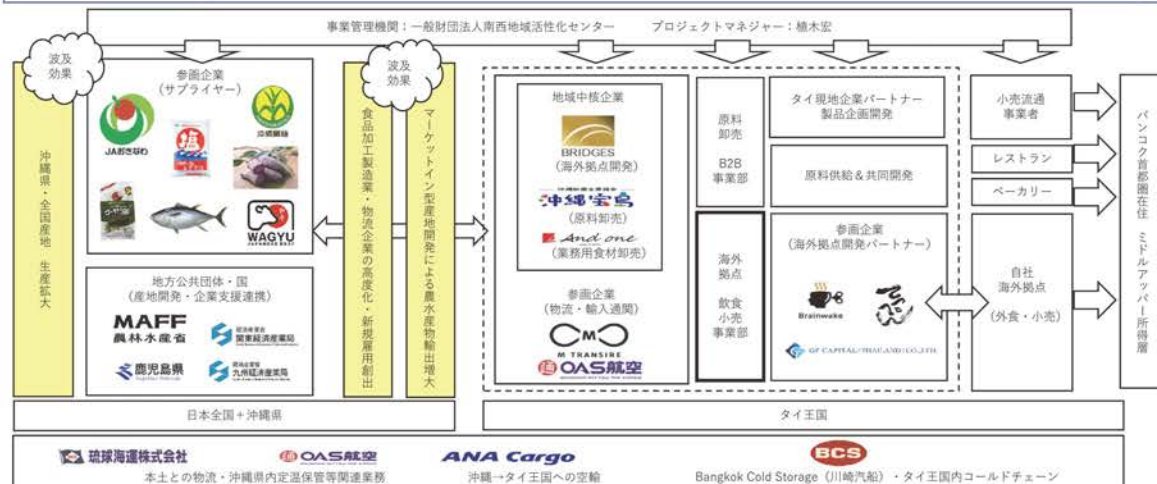 事業管理機関：一般財団法人南西地域活性化センター　プロジェクトマネジャー：植木宏
波及
効果
沖縄県・全国産地　生産拡大
参画企業
（サプライヤー）
JAおきなわ
塩
WAGYU
JAPANESE BEEF
地方公共団体・国
（産地開発・企業支援連携）
MAFF
農林水産省
経済産業省
関東経済産業局
鹿児島県
経済産業省
九州経済産業局
波及
効果
食品加工製造業・物流企業の高度化・新規雇用創出
マーケットイン型産地開発による農水産物輸出増大
地域中核企業
BRIDGES
（海外拠点開発）
沖縄宝島
（原料卸売）
And one
（業務用食材卸売）
参画企業
（物流・輸入通関）
M TRANSIRE
OAS航空
原料
卸売
B2B
事業部
海外
拠点
飲食
小売
事業部
タイ現地企業パートナー
製品企画開発
原料供給＆共同開発
参画企業
（海外拠点開発パートナー）
Brainwake
GP CAPITAL (THAILAND) CO.,LTD.
小売流通
事業者
レストラン
ベーカリー
自社
海外拠点
（外食・小売）
バンコク首都圏在住　ミドルアッパー所得層
日本全国＋沖縄県
タイ王国
琉球海運株式会社
OAS航空
本土との物流・沖縄県内定温保管等関連業務
ANA Cargo
沖縄→タイ王国への空輸
BCS
Bangkok Cold Storage（川崎汽船）・タイ王国内コールドチェーン